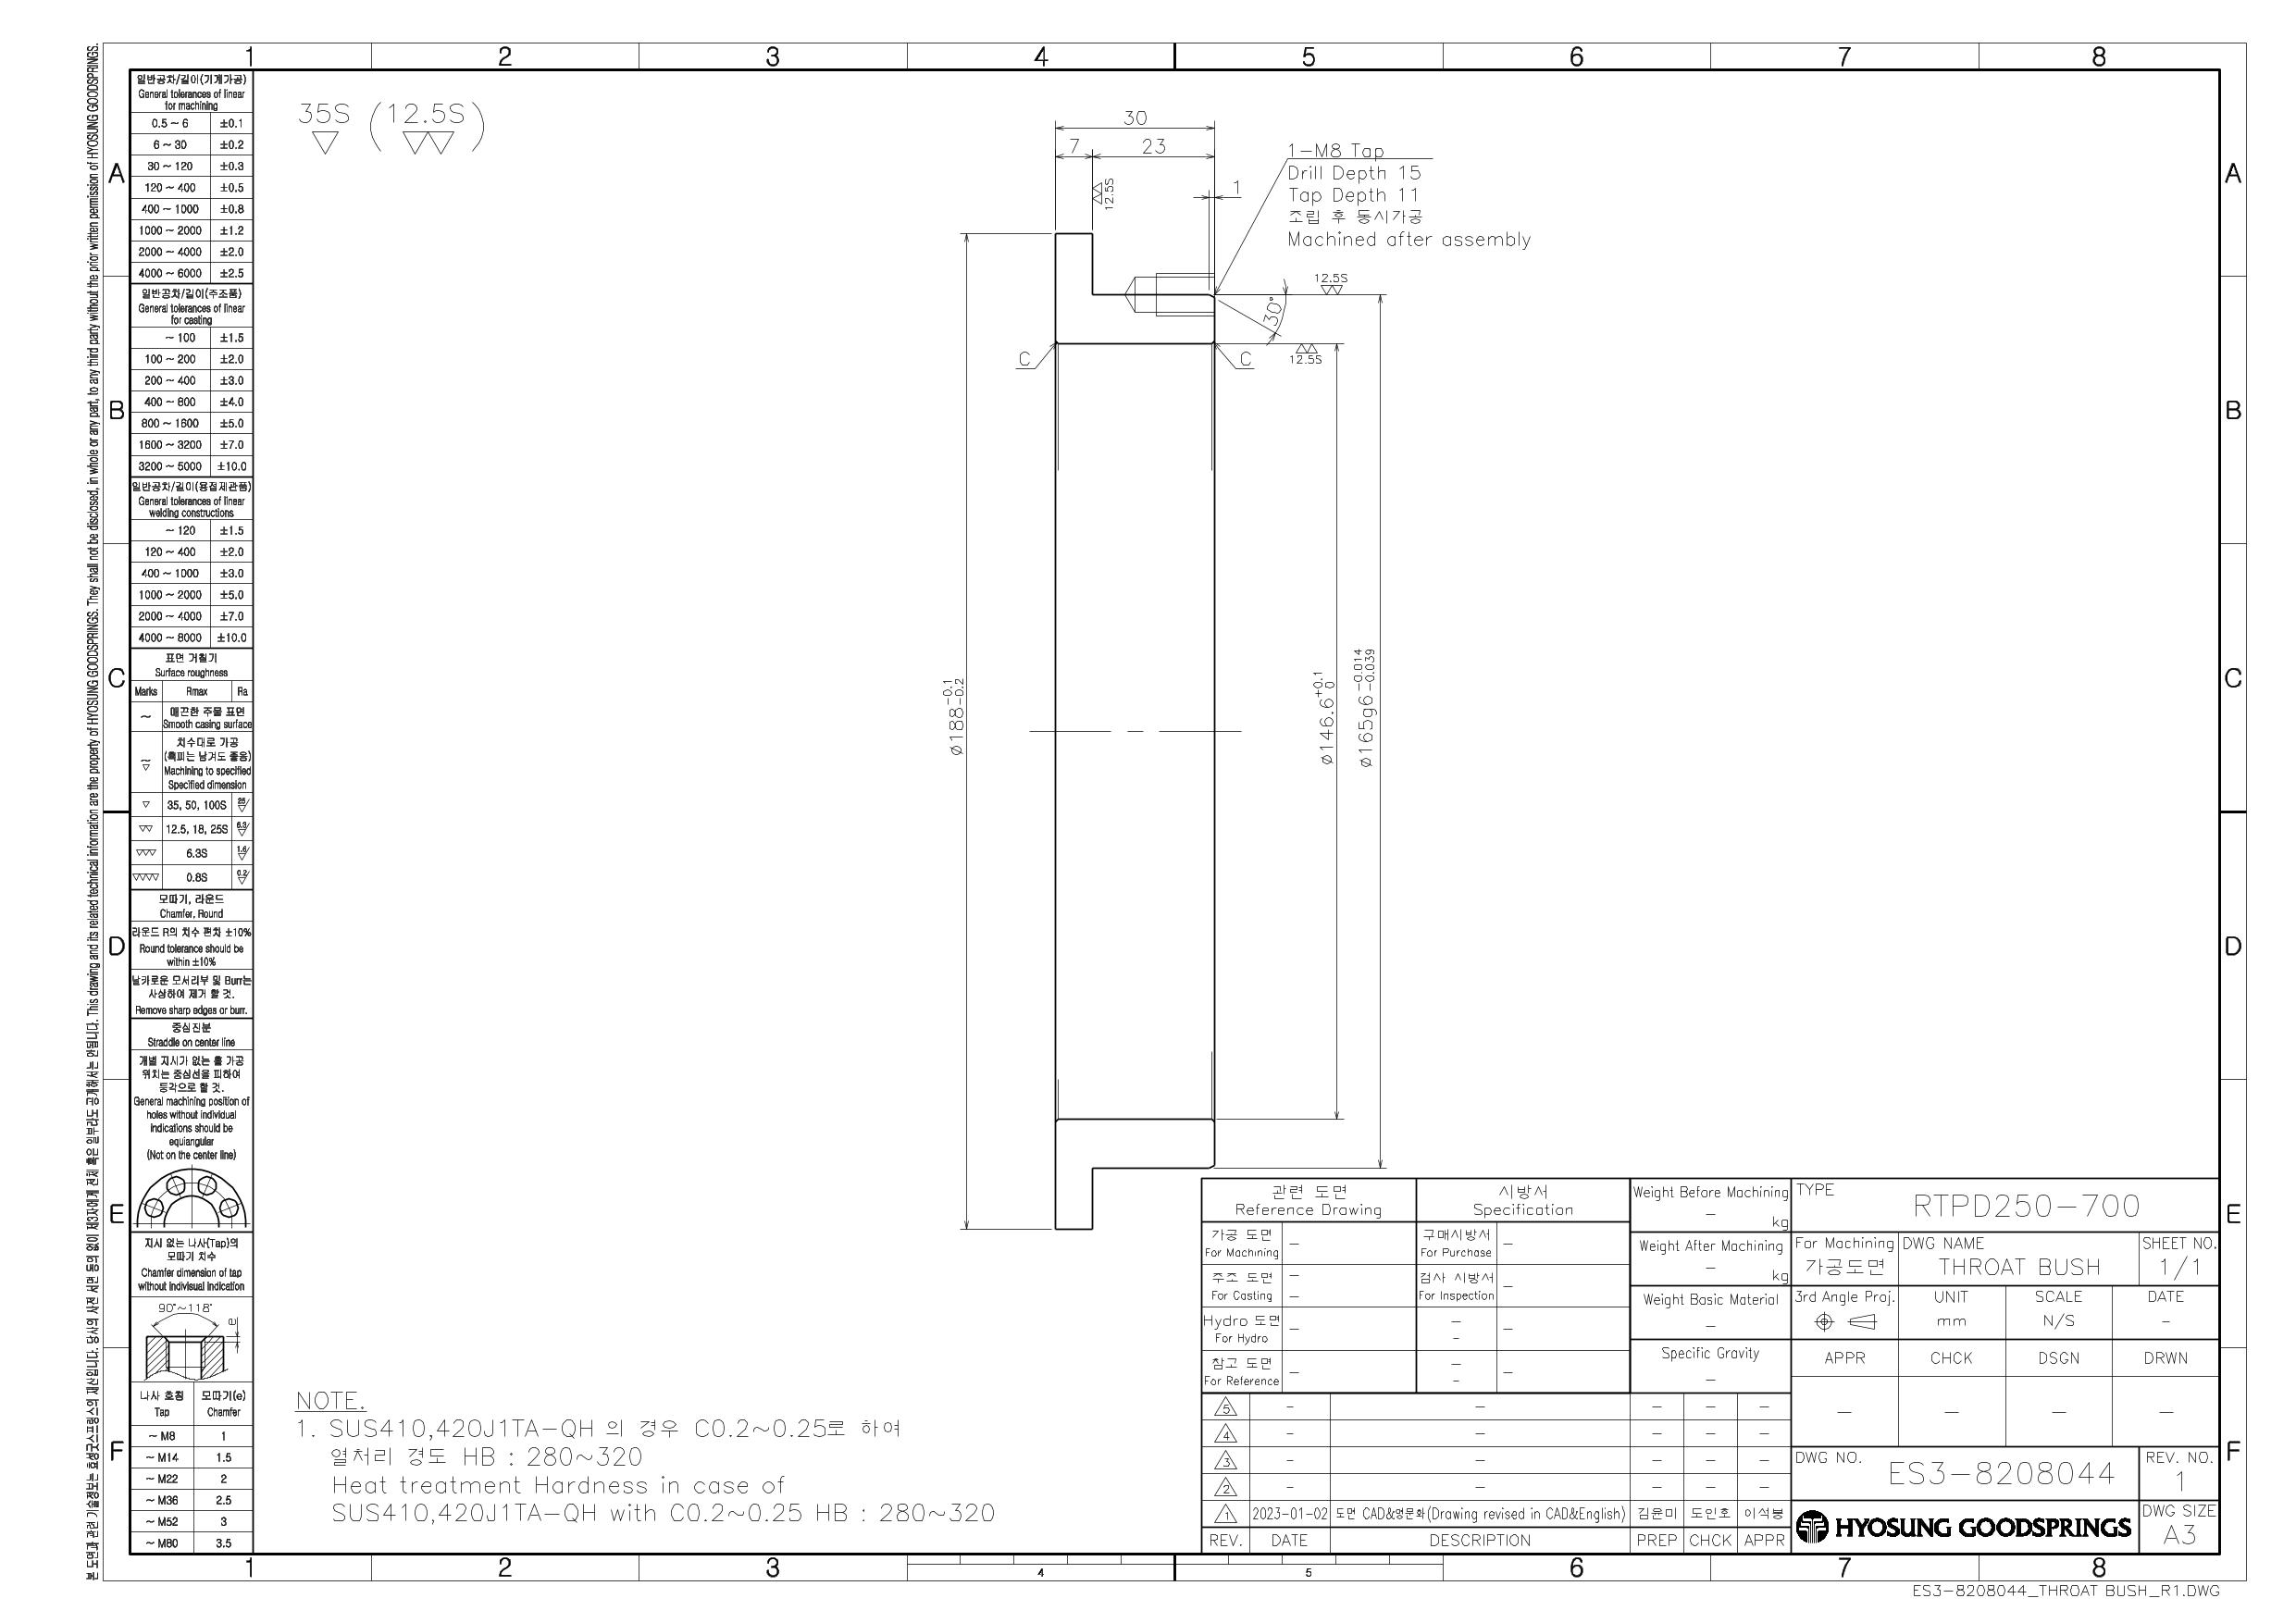 본 도면과 관련 기술정보는 효성굿스프링스의 재산입니다. 당사의 사전 서면 동의 없이 제3자에게 전체 혹은 일부라도 공개해서는 안됩니다. This drawing and its related technical information are the property of HYOSUNG GOODSPRINGS. They shall not be disclosed, in whole or any part, to any third party without the prior written permission of HYOSUNG GOODSPRINGS.
1 2 3 4 5 6 7 8
A
B
C
D
E
F
일반공차/길이(기계가공)
General tolerances of linear
for machining
0.5 ~ 6 ±0.1
6 ~ 30 ±0.2
30 ~ 120 ±0.3
120 ~ 400 ±0.5
400 ~ 1000 ±0.8
1000 ~ 2000 ±1.2
2000 ~ 4000 ±2.0
4000 ~ 6000 ±2.5
일반공차/길이(주조품)
General tolerances of linear
for casting
~ 100 ±1.5
100 ~ 200 ±2.0
200 ~ 400 ±3.0
400 ~ 800 ±4.0
800 ~ 1600 ±5.0
1600 ~ 3200 ±7.0
3200 ~ 5000 ±10.0
일반공차/길이(용접제관품)
General tolerances of linear
welding constructions
~ 120 ±1.5
120 ~ 400 ±2.0
400 ~ 1000 ±3.0
1000 ~ 2000 ±5.0
2000 ~ 4000 ±7.0
4000 ~ 8000 ±10.0
표면 거칠기
Surface roughness
Marks Rmax Ra
~ 매끈한 주물 표면
Smooth casing surface
치수대로 가공
(흑피는 남겨도 좋음)
Machining to specified
Specified dimension
▽ 35, 50, 100S 25
▽▽ 12.5, 18, 25S 6.3
▽▽▽ 6.3S 1.6
▽▽▽▽ 0.8S 0.2
모따기, 라운드
Chamfer, Round
라운드 R의 치수 편차 ±10%
Round tolerance should be
within ±10%
날카로운 모서리부 및 Burr는
사상하여 제거 할 것.
Remove sharp edges or burr.
중심진분
Straddle on center line
개별 지시가 없는 홀 가공
위치는 중심선을 피하여
등각으로 할 것.
General machining position of
holes without individual
indications should be
equiangular
(Not on the center line)
지시 없는 나사(Tap)의
모따기 치수
Chamfer dimension of tap
without indivisual indication
90°~118°
e
나사 호칭 모따기(e)
Tap Chamfer
~ M8 1
~ M14 1.5
~ M22 2
~ M36 2.5
~ M52 3
~ M80 3.5
35S (12.5S)
▽ ▽▽
30
7 23
12.5S
1
1-M8 Tap
Drill Depth 15
Tap Depth 11
조립 후 동시가공
Machined after assembly
12.5S
30°
12.5S
C C
ø188 -0.1 -0.2
ø146.6 +0.1 0
ø165g6 -0.014 -0.039
NOTE.
1. SUS410,420J1TA-QH 의 경우 C0.2~0.25로 하여
열처리 경도 HB : 280~320
Heat treatment Hardness in case of
SUS410,420J1TA-QH with C0.2~0.25 HB : 280~320
관련 도면 시방서
Reference Drawing Specification
가공 도면 - 구매시방서 -
For Machining For Purchase
주조 도면 - 검사 시방서 -
For Casting - For Inspection
Hydro 도면 - - -
For Hydro -
참고 도면 - - -
For Reference -
Weight Before Machining
- kg
Weight After Machining
- kg
Weight Basic Material
-
Specific Gravity
-
TYPE
RTPD250-700
For Machining DWG NAME SHEET NO.
가공도면 THROAT BUSH 1/1
3rd Angle Proj. UNIT SCALE DATE
mm N/S -
APPR CHCK DSGN DRWN
- - - -
5 - - - - -
4 - - - - -
3 - - - - -
2 - - - - -
1 2023-01-02 도면 CAD&영문화(Drawing revised in CAD&English) 김윤미 도인호 이석봉
REV. DATE DESCRIPTION PREP CHCK APPR
DWG NO. REV. NO.
ES3-8208044 1
HYOSUNG GOODSPRINGS
DWG SIZE
A3
A
B
C
D
E
F
1 2 4 5 6 7 8
ES3-8208044_THROAT BUSH_R1.DWG